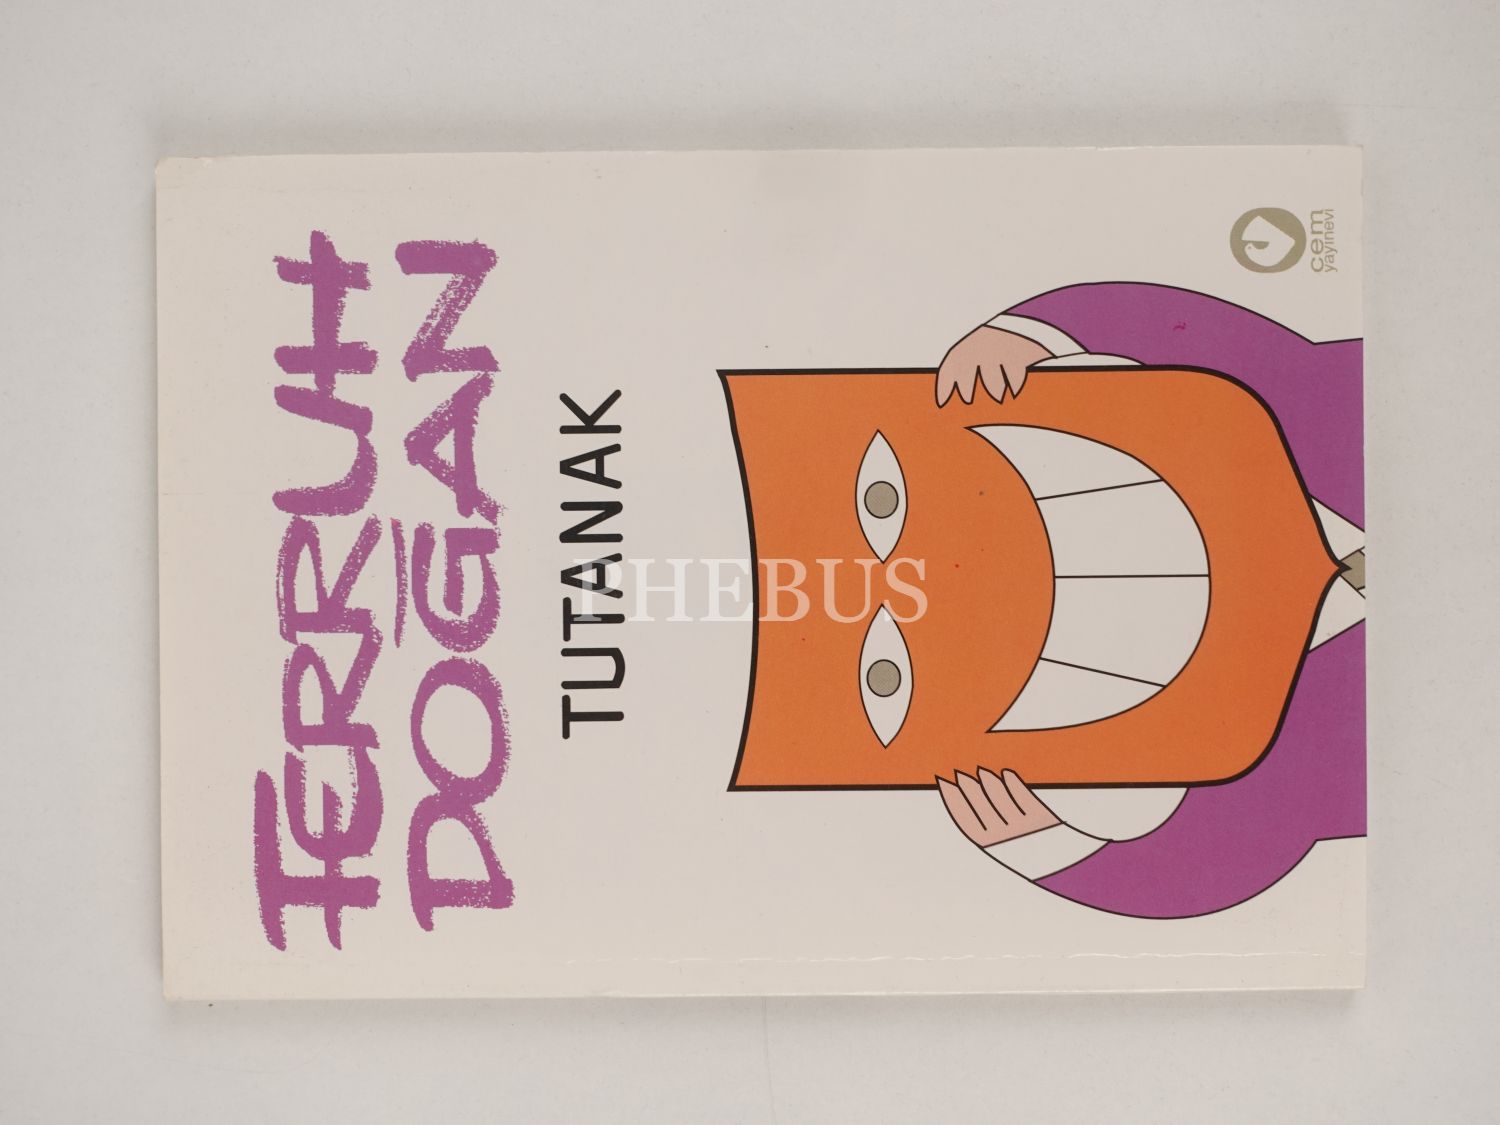 FERRUH
DOĞAN
TUTANAK
PHEBUS
cem
yayınevi